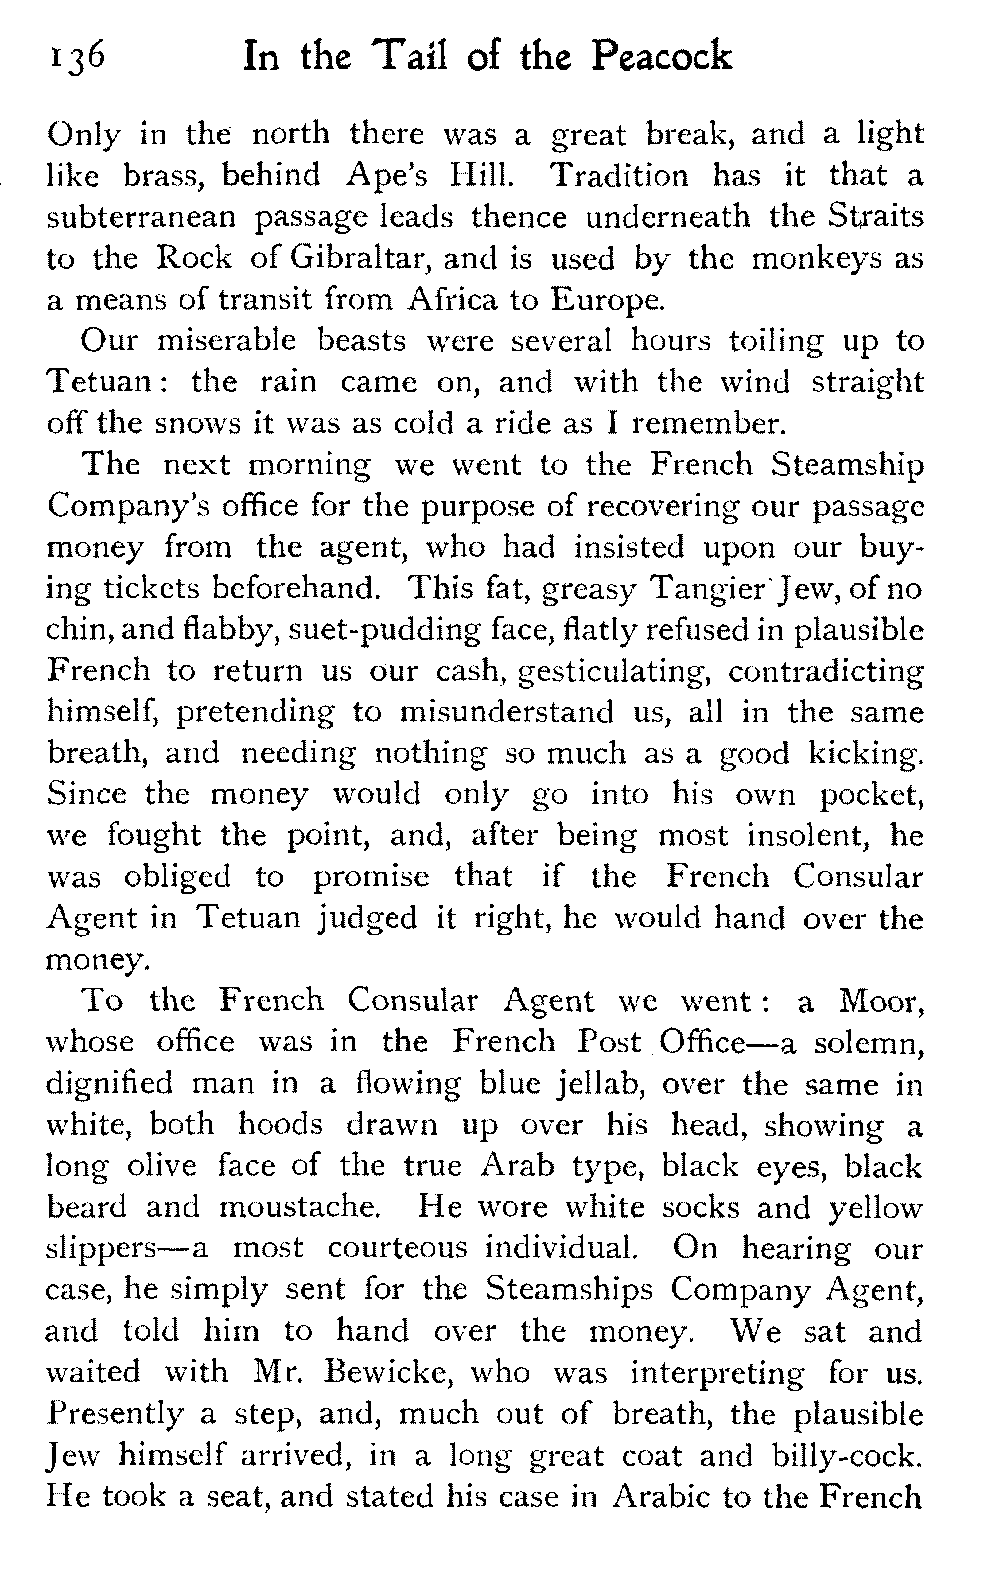 136 In the Tail of the Peacock
Only in the north there was a great break, and a light
like brass, behind Ape's Hill. Tradition has it that a
subterranean passage leads thence underneath the Straits
to the Rock of Gibraltar, and is used by the monkeys as
a means of transit from Africa to Europe.
Our miserable beasts were several hours toiling up to
Tetuan: the rain came on, and with the wind straight
off the snows it was as cold a ride as I remember.
The next morning we went to the French Steamship
Company's office for the purpose of recovering our passage
money from the agent, who had insisted upon our buy-
ing tickets beforehand. This fat, greasy Tangier Jew, of no
chin, and flabby, suet-pudding face, flatly refused in plausible
French to return us our cash, gesticulating, contradicting
himself, pretending to misunderstand us, all in the same
breath, and needing nothing so much as a good kicking.
Since the money would only go into his own pocket,
we fought the point, and, after being most insolent, he
was obliged to promise that if the French Consular
Agent in Tetuan judged it right, he would hand over the
money.
To the French Consular Agent we went: a Moor,
whose office was in the French Post Office—a solemn,
dignified man in a flowing blue jellab, over the same in
white, both hoods drawn up over his head, showing a
long olive face of the true Arab type, black eyes, black
beard and moustache. He wore white socks and yellow
slippers—a most courteous individual. On hearing our
case, he simply sent for the Steamships Company Agent,
and told him to hand over the money. We sat and
waited with Mr. Bewicke, who was interpreting for us.
Presently a step, and, much out of breath, the plausible
Jew himself arrived, in a long great coat and billy-cock.
He took a seat, and stated his case in Arabic to the French